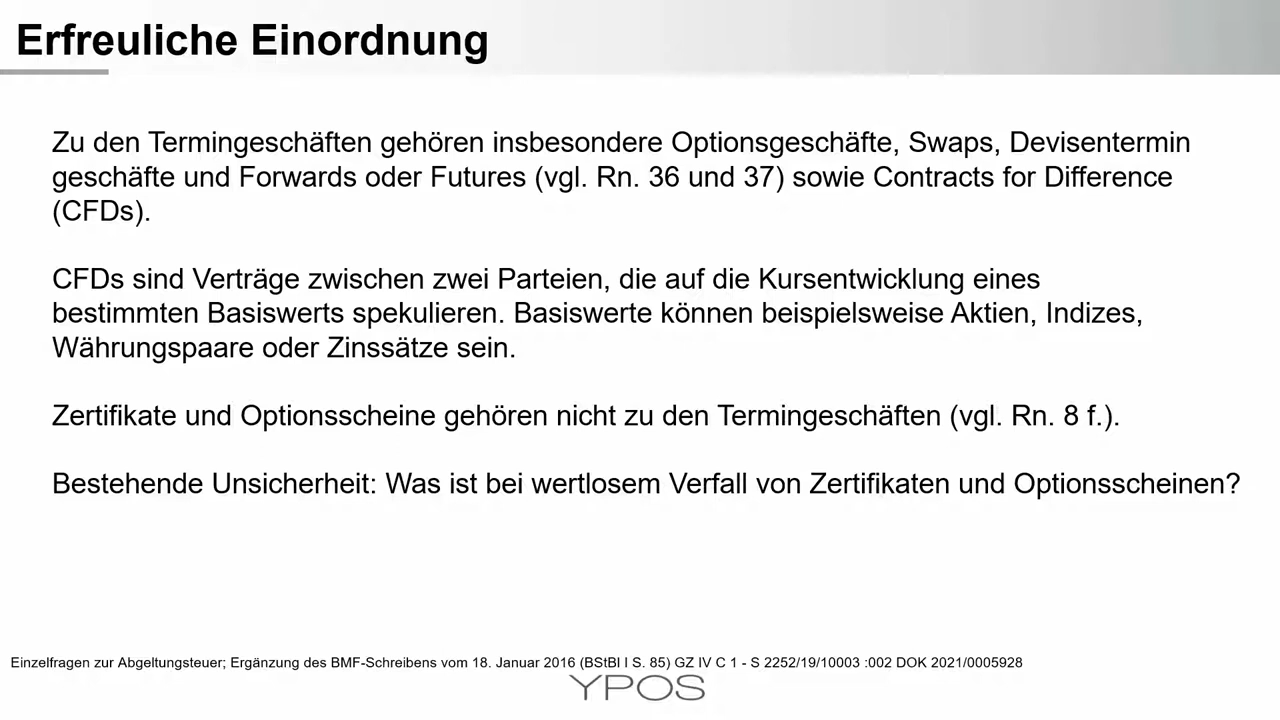 Erfreuliche Einordnung
Zu den Termingeschäften gehören insbesondere Optionsgeschäfte, Swaps, Devisentermin
geschäfte und Forwards oder Futures (vgl. Rn. 36 und 37) sowie Contracts for Difference
(CFDs).
CFDs sind Verträge zwischen zwei Parteien, die auf die Kursentwicklung eines
bestimmten Basiswerts spekulieren. Basiswerte können beispielsweise Aktien, Indizes,
Währungspaare oder Zinssätze sein.
Zertifikate und Optionsscheine gehören nicht zu den Termingeschäften (vgl. Rn. 8 f.).
Bestehende Unsicherheit: Was ist bei wertlosem Verfall von Zertifikaten und Optionsscheinen?
Einzelfragen zur Abgeltungsteuer; Ergänzung des BMF-Schreibens vom 18. Januar 2016 (BStBl I S. 85) GZ IV C 1 - S 2252/19/10003 :002 DOK 2021/0005928
YPOS